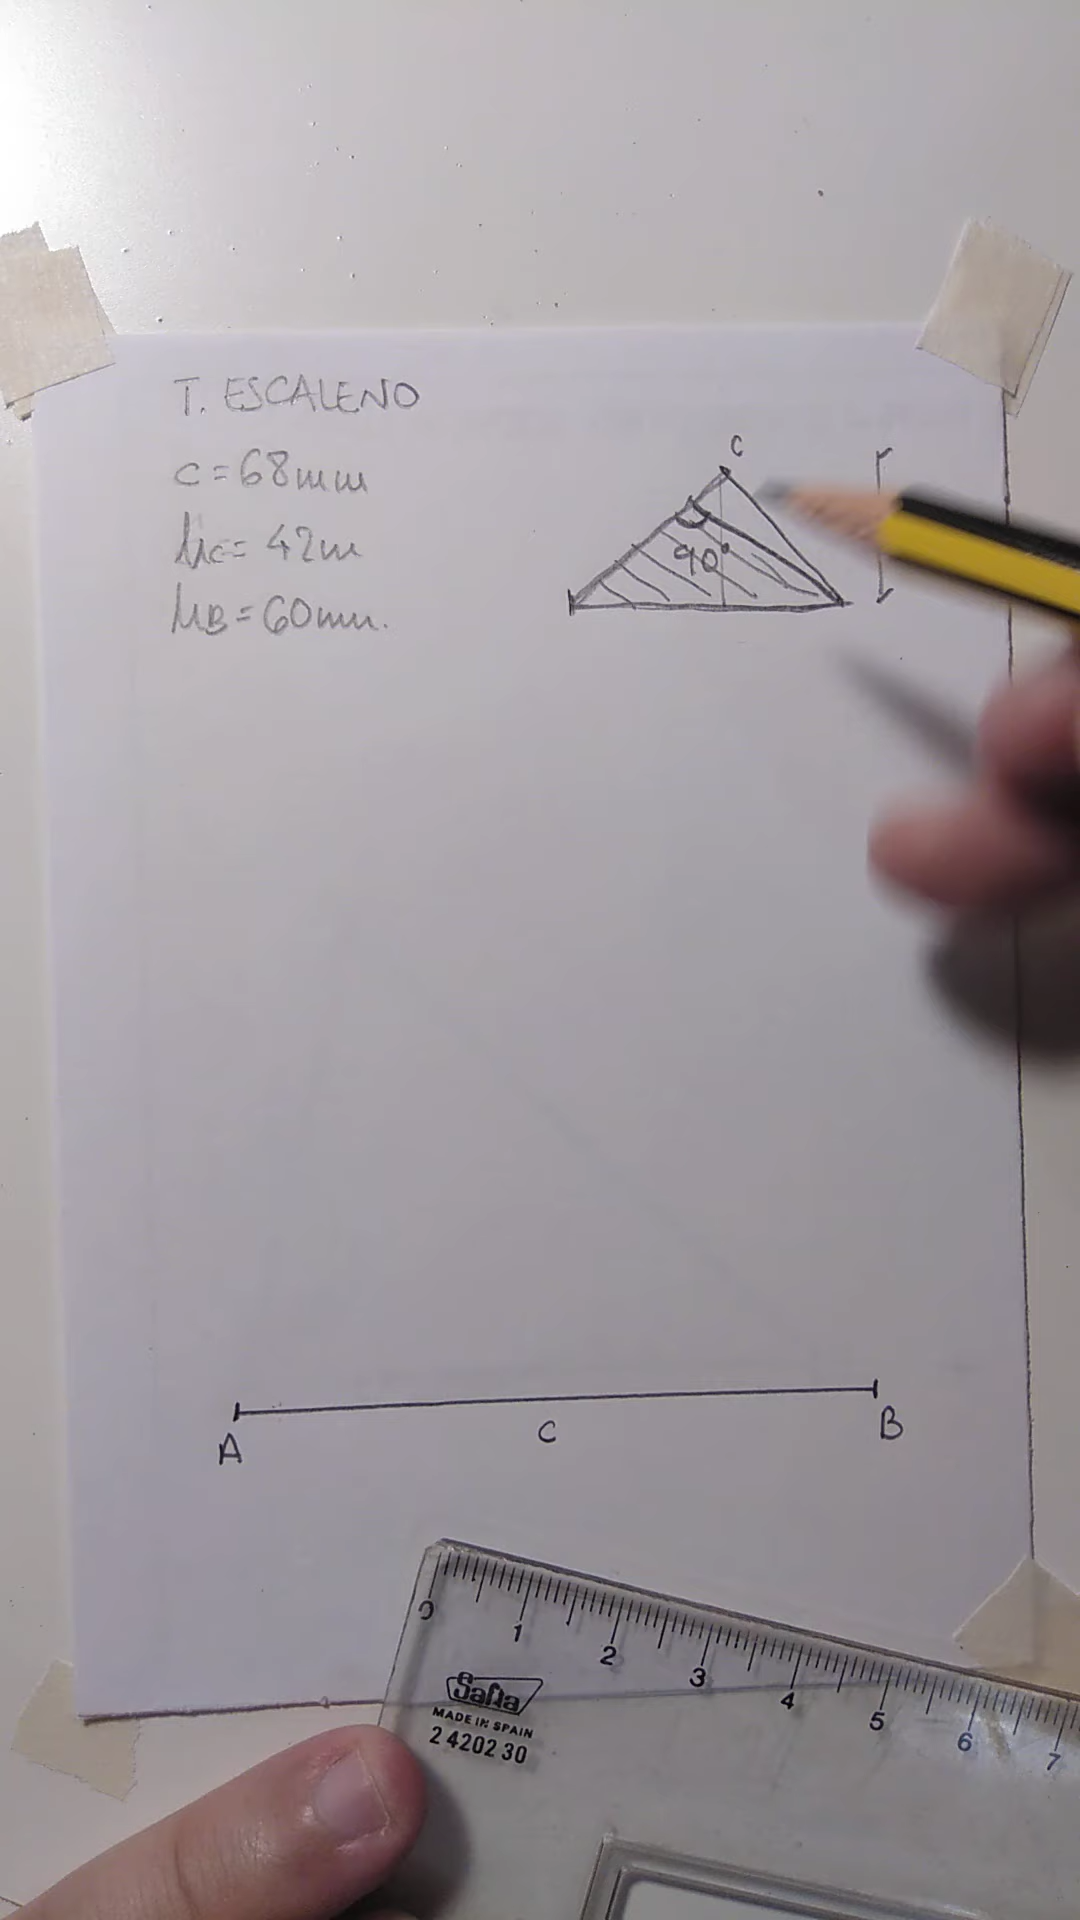 T. ESCALENO
c = 68mm
hc = 42m
hB = 60mm.
C
90°
A
C
B
0 1 2 3 4 5 6 7
Safta
MADE IN SPAIN
2 4202 30